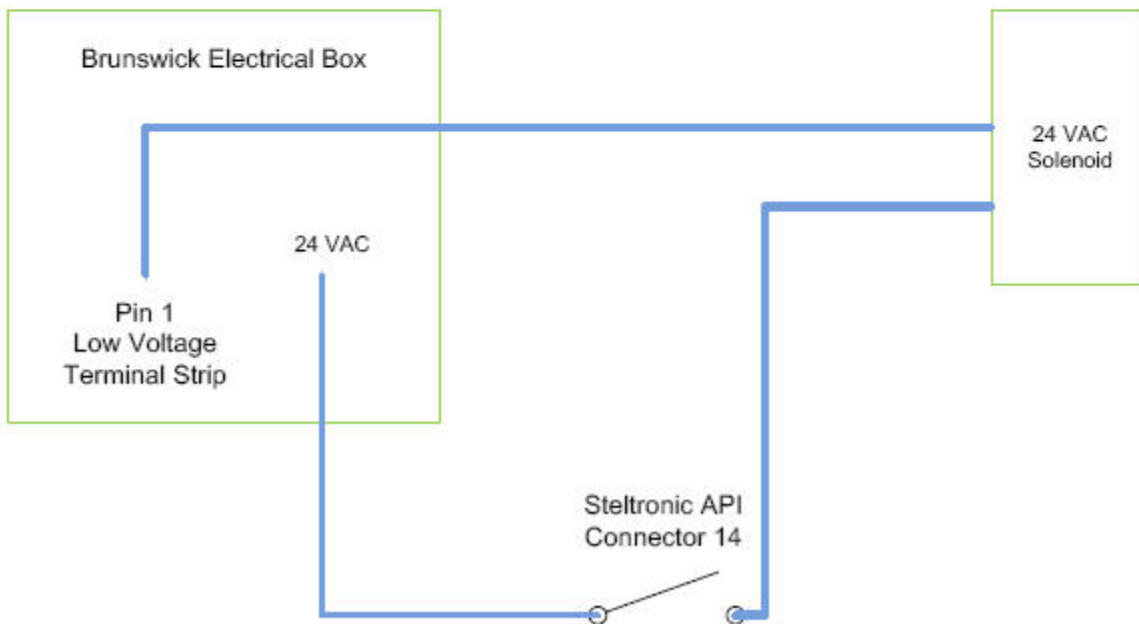 Brunswick Electrical Box
24 VAC
Solenoid
24 VAC
Pin 1
Low Voltage
Terminal Strip
Steltronic API
Connector 14